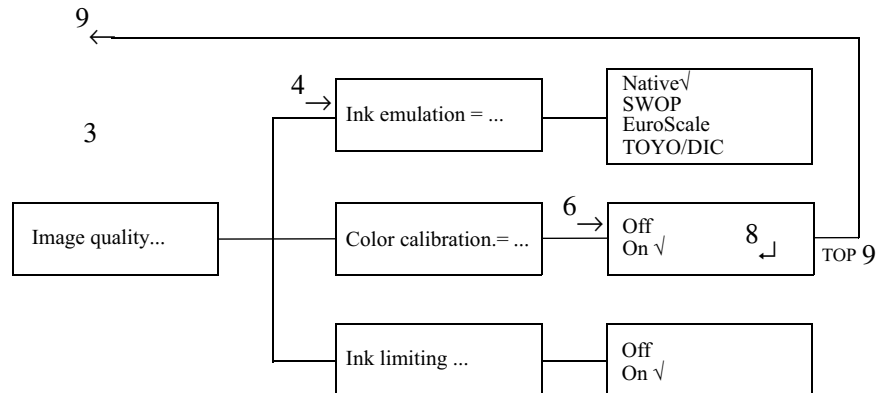 9
4
Ink emulation = ...
Native√
SWOP
EuroScale
TOYO/DIC
3
Image quality...
Color calibration.= ...
6
Off
On √
8
TOP 9
Ink limiting ...
Off
On √